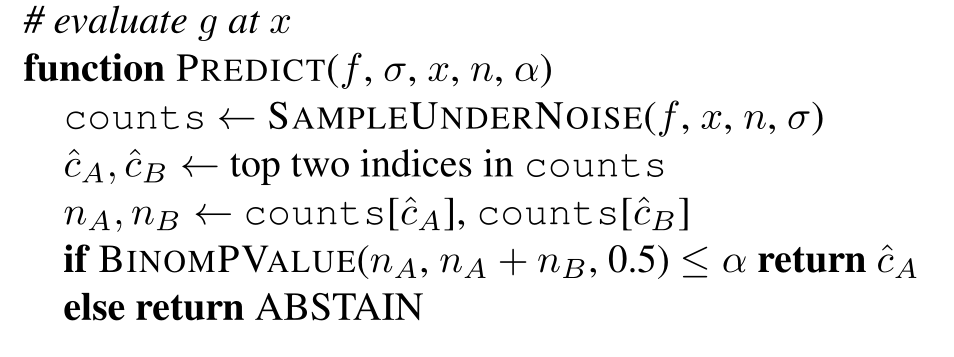 # evaluate g at x
function PREDICT(f, σ, x, n, α)
counts ← SAMPLEUNDERNOISE(f, x, n, σ)
ĉ_A, ĉ_B ← top two indices in counts
n_A, n_B ← counts[ĉ_A], counts[ĉ_B]
if BINOMPVALUE(n_A, n_A + n_B, 0.5) ≤ α return ĉ_A
else return ABSTAIN